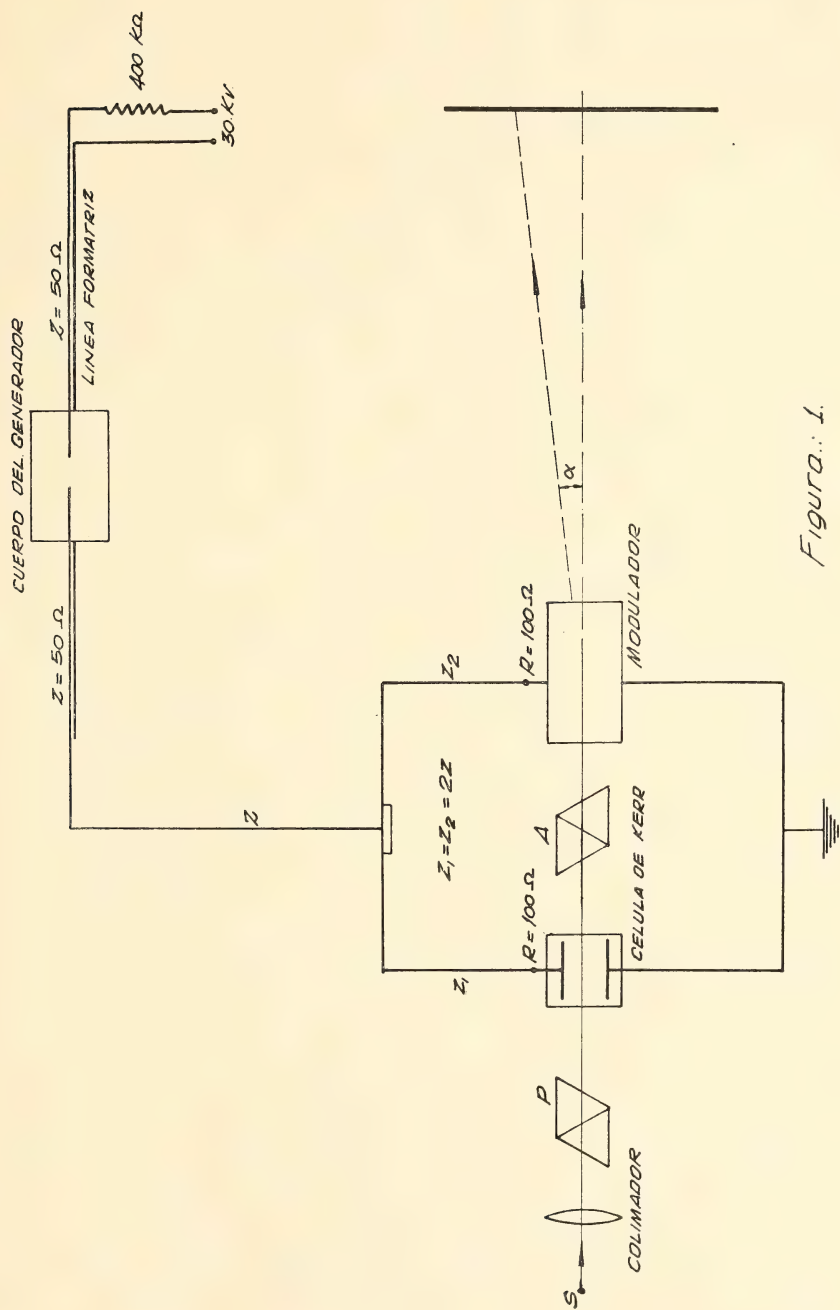 CUERPO DEL GENERADOR
Z = 50 Ω
Z = 50 Ω
LINEA FORMATRIZ
400 KΩ
30 KV
Z
Z₁ = Z₂ = 2Z
Z₁
Z₂
R = 100 Ω
R = 100 Ω
S
COLIMADOR
P
CELULA DE KERR
A
MODULADOR
α
Figura.: 1.